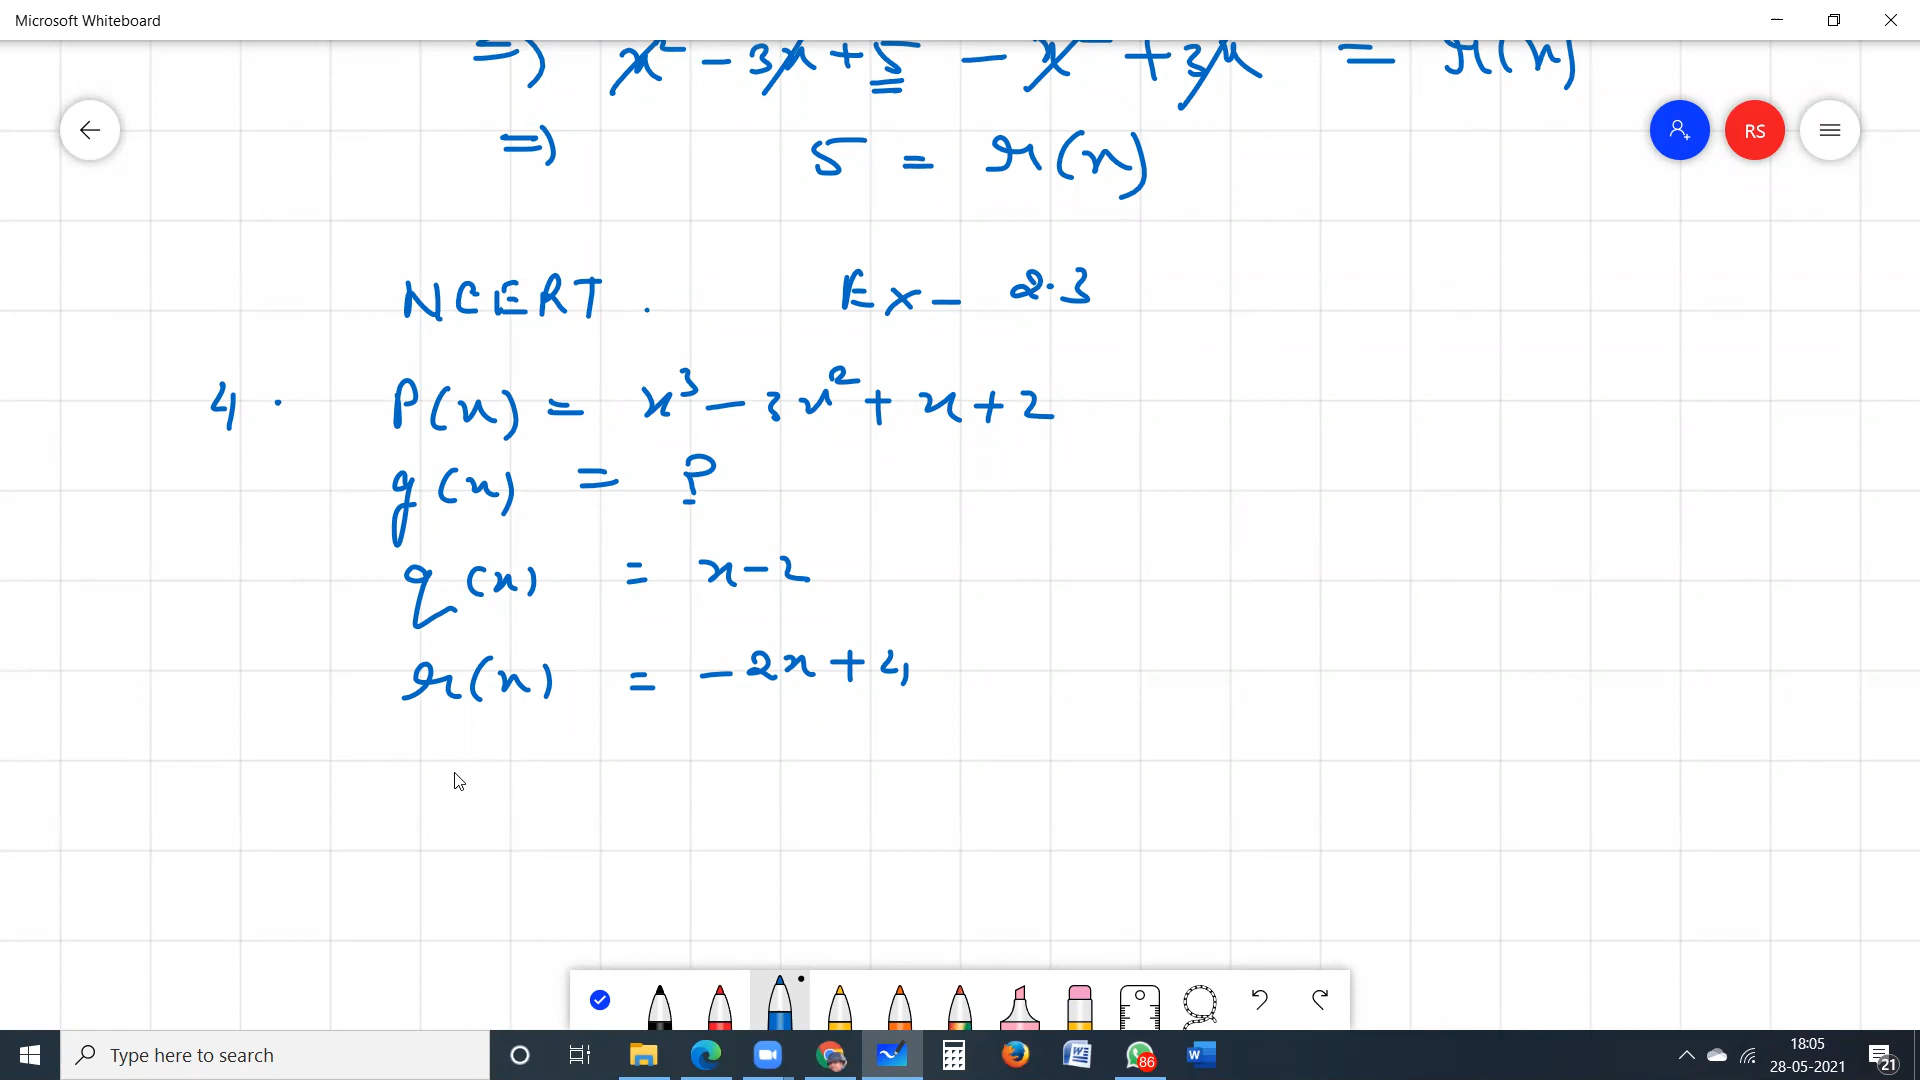 Microsoft Whiteboard
=) x² - 3x + 5 - x² + 3x = r(x)
RS
=) 5 = r(x)
NCERT. Ex - 2.3
4. P(x) = x³ - 3x² + x + 2
g(x) = ?
q(x) = x-2
r(x) = -2x+4
Type here to search
86
18:05
28-05-2021
21